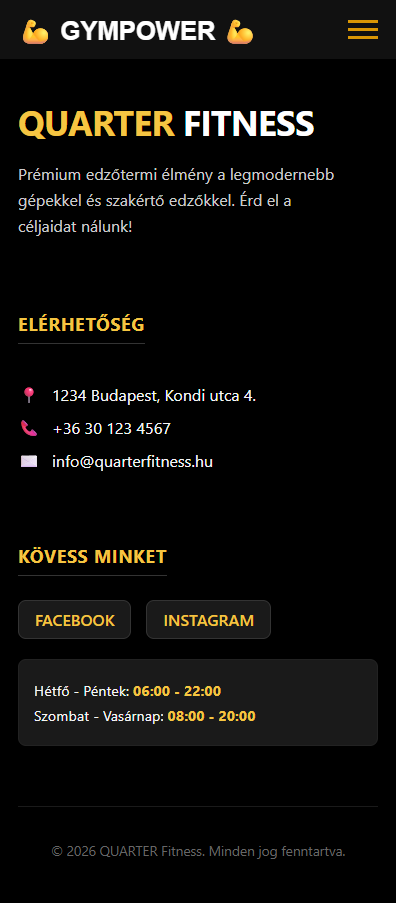 💪 GYMPOWER 💪
QUARTER FITNESS
Prémium edzőtermi élmény a legmodernebb
gépekkel és szakértő edzőkkel. Érd el a
céljaidat nálunk!
ELÉRHETŐSÉG
1234 Budapest, Kondi utca 4.
+36 30 123 4567
info@quarterfitness.hu
KÖVESS MINKET
FACEBOOK INSTAGRAM
Hétfő - Péntek: 06:00 - 22:00
Szombat - Vasárnap: 08:00 - 20:00
© 2026 QUARTER Fitness. Minden jog fenntartva.